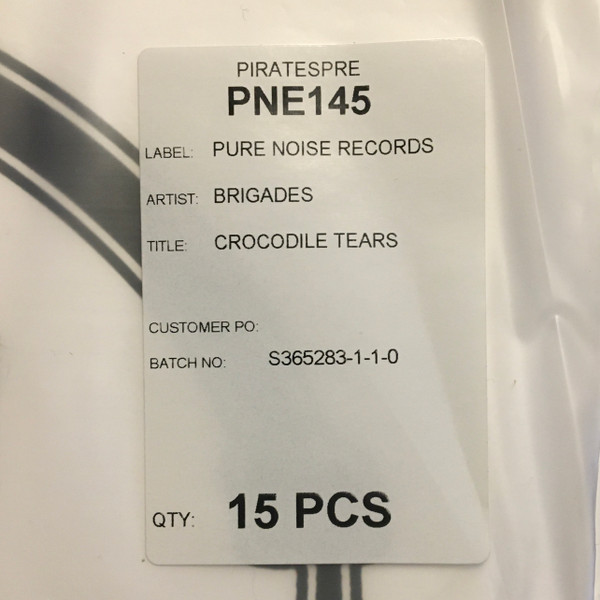 PIRATESPRE
PNE145
LABEL: PURE NOISE RECORDS
ARTIST: BRIGADES
TITLE: CROCODILE TEARS
CUSTOMER PO:
BATCH NO: S365283-1-1-0
QTY: 15 PCS